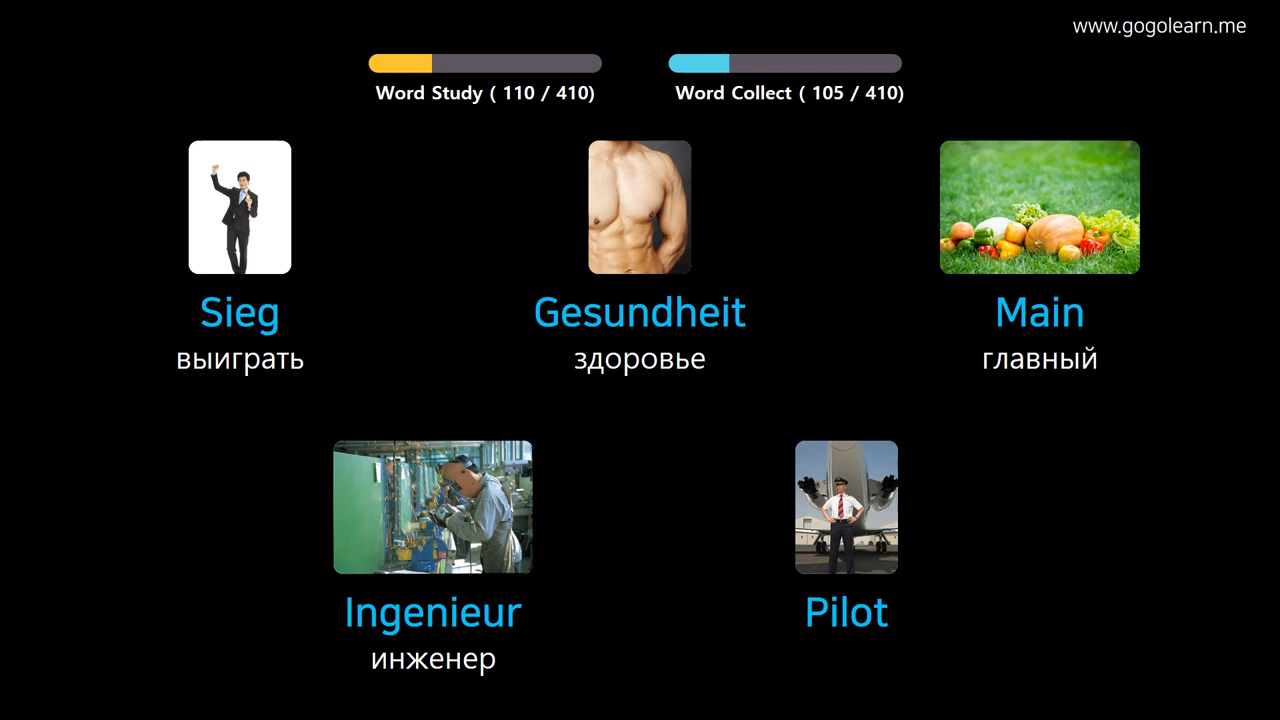 www.gogolearn.me
Word Study ( 110 / 410)
Word Collect ( 105 / 410)
Sieg
выиграть
Gesundheit
здоровье
Main
главный
Ingenieur
инженер
Pilot